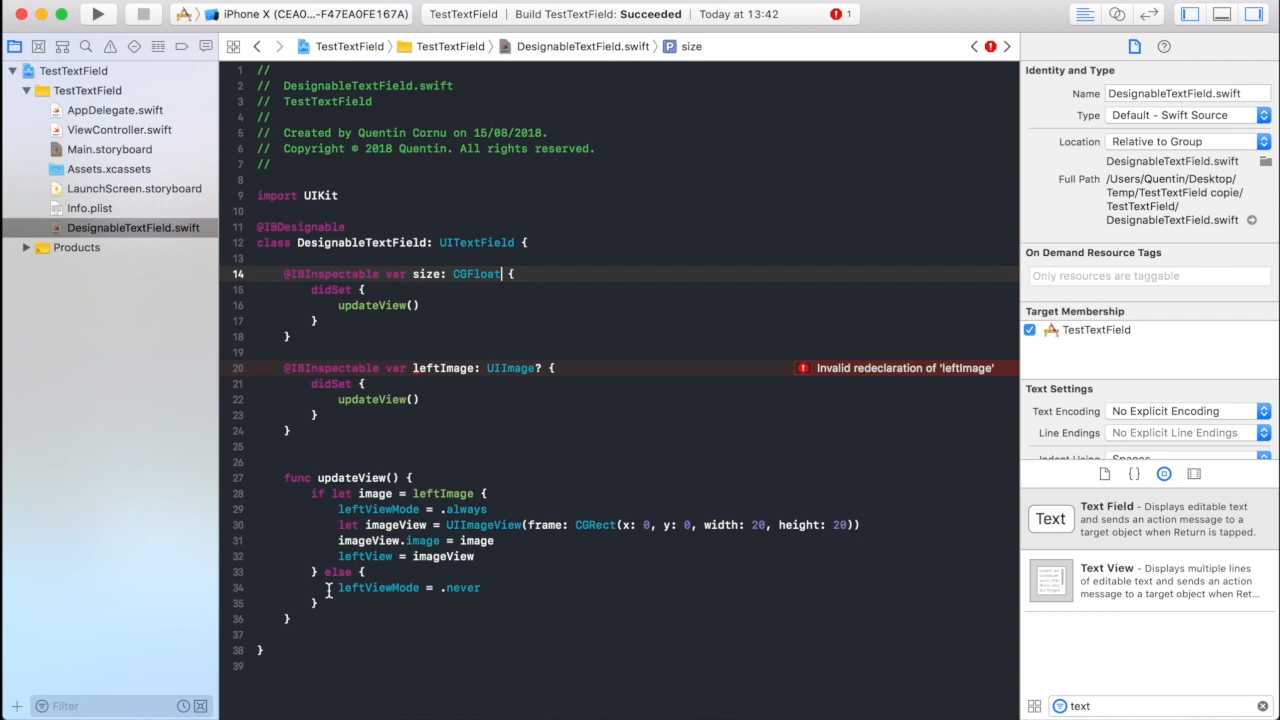 iPhone X (CEA0...-F47EA0FE167A)
TestTextField
Build TestTextField: Succeeded
Today at 13:42
1
TestTextField
TestTextField
AppDelegate.swift
ViewController.swift
Main.storyboard
Assets.xcassets
LaunchScreen.storyboard
Info.plist
DesignableTextField.swift
Products
Filter
TestTextField
TestTextField
DesignableTextField.swift
P
size
1 //
2 // DesignableTextField.swift
3 // TestTextField
4 //
5 // Created by Quentin Cornu on 15/08/2018.
6 // Copyright © 2018 Quentin. All rights reserved.
7 //
8
9 import UIKit
10
11 @IBDesignable
12 class DesignableTextField: UITextField {
13
14 @IBInspectable var size: CGFloat {
15 didSet {
16 updateView()
17 }
18 }
19
20 @IBInspectable var leftImage: UIImage? { Invalid redeclaration of 'leftImage'
21 didSet {
22 updateView()
23 }
24 }
25
26
27 func updateView() {
28 if let image = leftImage {
29 leftViewMode = .always
30 let imageView = UIImageView(frame: CGRect(x: 0, y: 0, width: 20, height: 20))
31 imageView.image = image
32 leftView = imageView
33 } else {
34 leftViewMode = .never
35 }
36 }
37
38 }
39
Identity and Type
Name DesignableTextField.swift
Type Default - Swift Source
Location Relative to Group
DesignableTextField.swift
Full Path /Users/Quentin/Desktop/
Temp/TestTextField copie/
TestTextField/
DesignableTextField.swift
On Demand Resource Tags
Only resources are taggable
Target Membership
TestTextField
Text Settings
Text Encoding No Explicit Encoding
Line Endings No Explicit Line Endings
Indent Using Spaces
{ }
Text
Text Field - Displays editable text
and sends an action message to a
target object when Return is tapped.
Text View - Displays multiple lines
of editable text and sends an action
message to a target object when Ret...
text